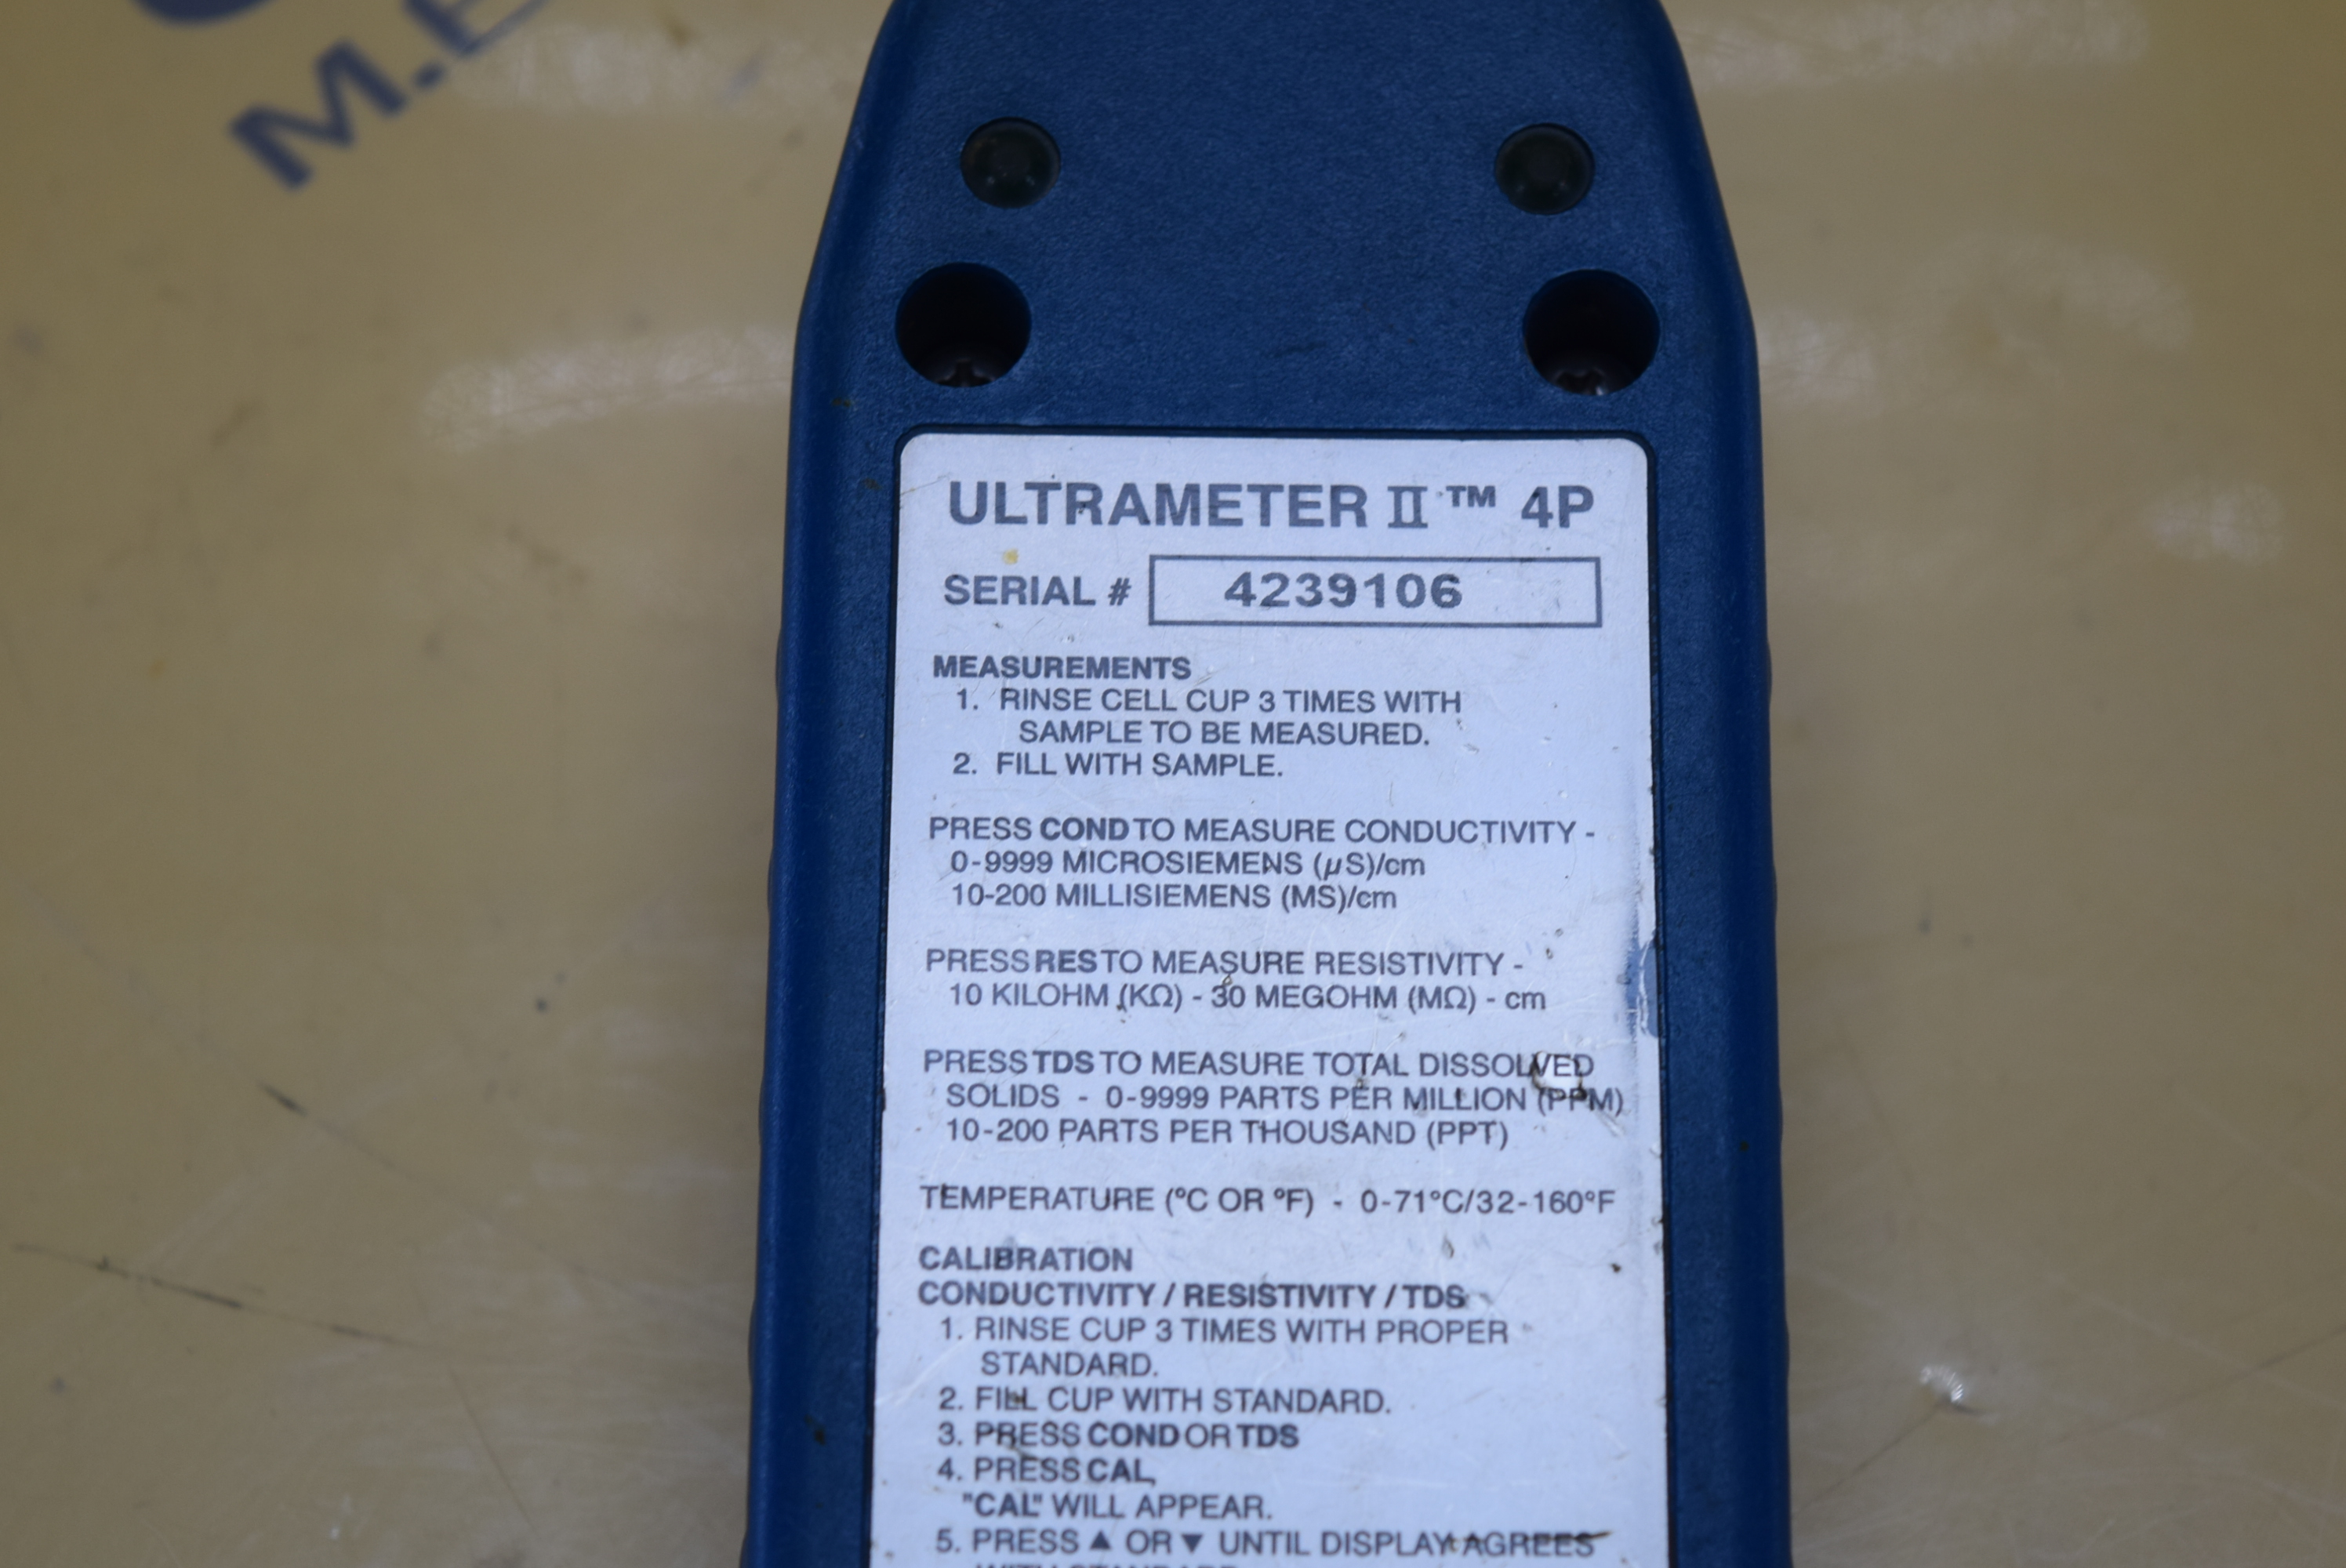 M.E
ULTRAMETER II ™ 4P
SERIAL # 4239106
MEASUREMENTS
1. RINSE CELL CUP 3 TIMES WITH
SAMPLE TO BE MEASURED.
2. FILL WITH SAMPLE.
PRESS COND TO MEASURE CONDUCTIVITY -
0-9999 MICROSIEMENS (µS)/cm
10-200 MILLISIEMENS (MS)/cm
PRESS RES TO MEASURE RESISTIVITY -
10 KILOHM (KΩ) - 30 MEGOHM (MΩ) - cm
PRESS TDS TO MEASURE TOTAL DISSOLVED
SOLIDS - 0-9999 PARTS PER MILLION (PPM)
10-200 PARTS PER THOUSAND (PPT)
TEMPERATURE (ºC OR ºF) - 0-71°C/32-160°F
CALIBRATION
CONDUCTIVITY / RESISTIVITY / TDS
1. RINSE CUP 3 TIMES WITH PROPER
STANDARD.
2. FILL CUP WITH STANDARD.
3. PRESS COND OR TDS
4. PRESS CAL,
"CAL" WILL APPEAR.
5. PRESS ▲ OR ▼ UNTIL DISPLAY AGREES
WITH STANDARD